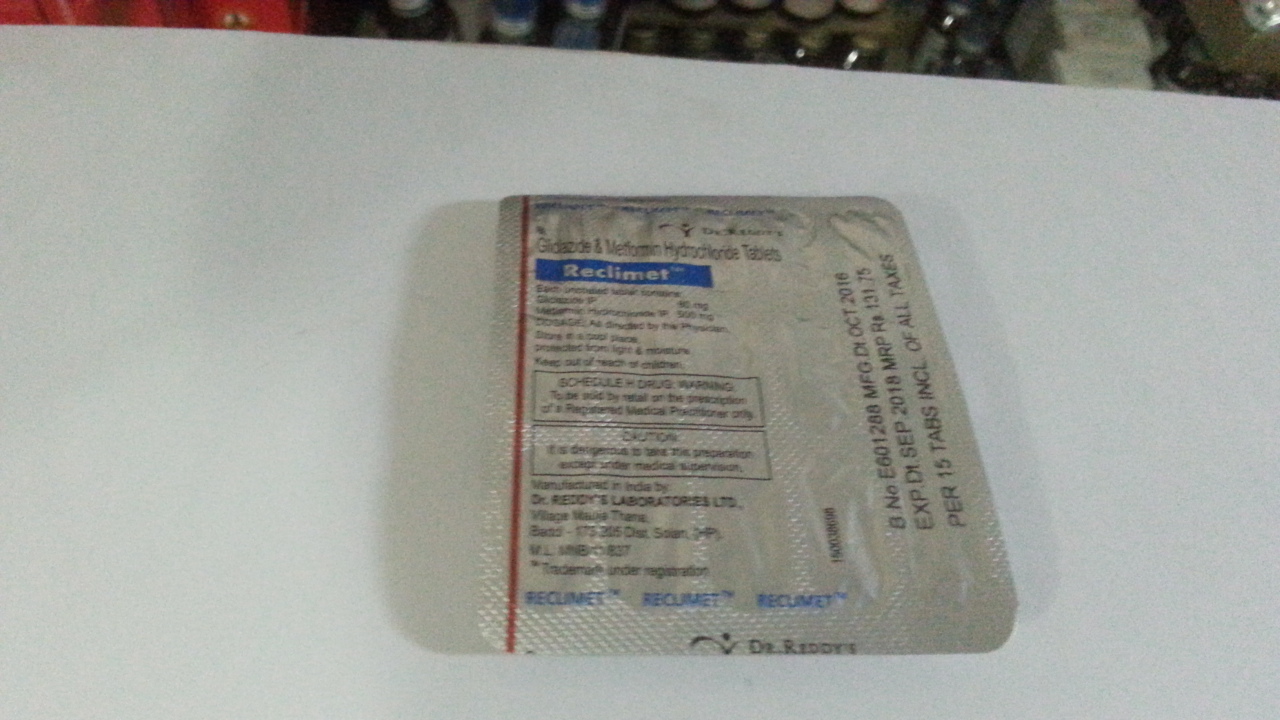 RECLIMET™
DR. REDDY'S
Gliclazide & Metformin Hydrochloride Tablets
Reclimet™
Each uncoated tablet contains:
Gliclazide IP 80 mg
Metformin Hydrochloride IP 500 mg
DOSAGE: As directed by the Physician.
Store in a cool place,
protected from light & moisture.
Keep out of reach of children.
SCHEDULE H DRUG: WARNING:
To be sold by retail on the prescription
of a Registered Medical Practitioner only.
CAUTION:
It is dangerous to take this preparation
except under medical supervision.
Manufactured in India by:
Dr. REDDY'S LABORATORIES LTD.,
Village Mauja Thana,
Baddi - 173 205 Dist. Solan, (HP).
M.L.
™ Trademark under registration
RECLIMET™ RECLIMET™ RECLIMET™
DR. REDDY'S
B.No E601288 MFG.Dt.OCT.2016
EXP.Dt.SEP 2018 MRP Rs.131.75
PER 15 TABS INCL. OF ALL TAXES